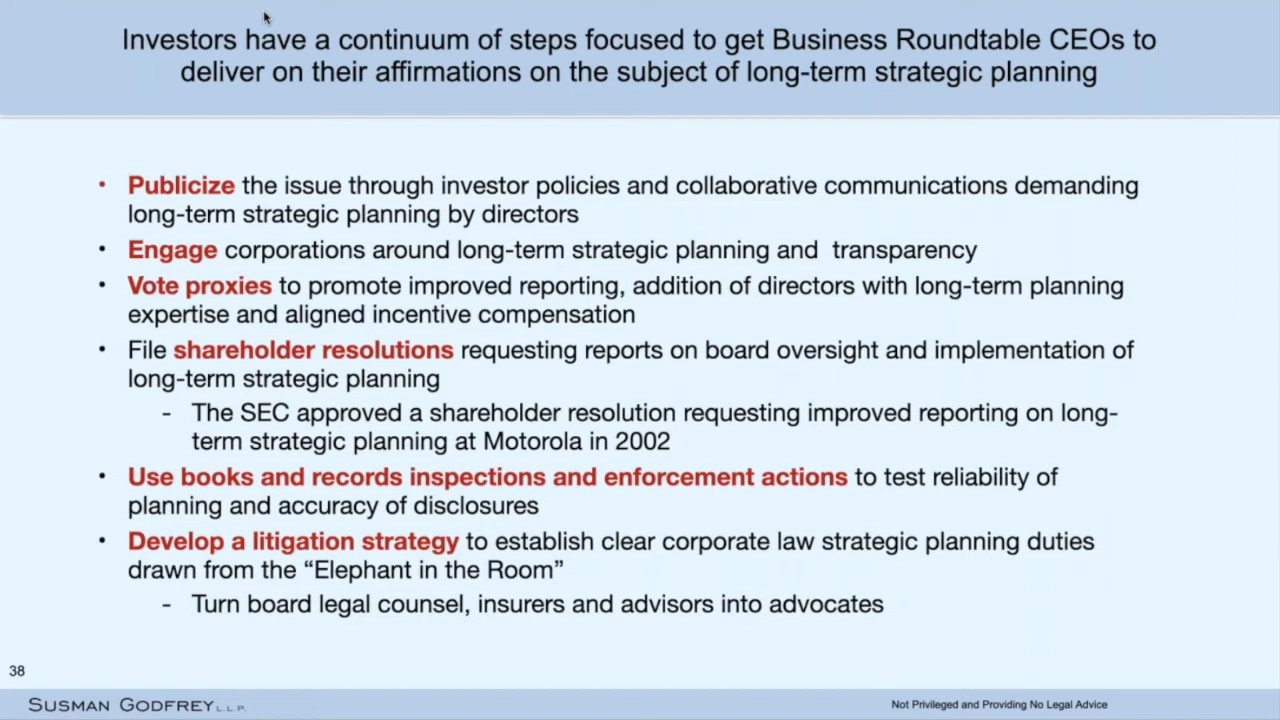 Investors have a continuum of steps focused to get Business Roundtable CEOs to
deliver on their affirmations on the subject of long-term strategic planning
• Publicize the issue through investor policies and collaborative communications demanding
long-term strategic planning by directors
• Engage corporations around long-term strategic planning and  transparency
• Vote proxies to promote improved reporting, addition of directors with long-term planning
expertise and aligned incentive compensation
• File shareholder resolutions requesting reports on board oversight and implementation of
long-term strategic planning
- The SEC approved a shareholder resolution requesting improved reporting on long-
term strategic planning at Motorola in 2002
• Use books and records inspections and enforcement actions to test reliability of
planning and accuracy of disclosures
• Develop a litigation strategy to establish clear corporate law strategic planning duties
drawn from the “Elephant in the Room”
- Turn board legal counsel, insurers and advisors into advocates
38
SUSMAN GODFREY L.L.P.
Not Privileged and Providing No Legal Advice